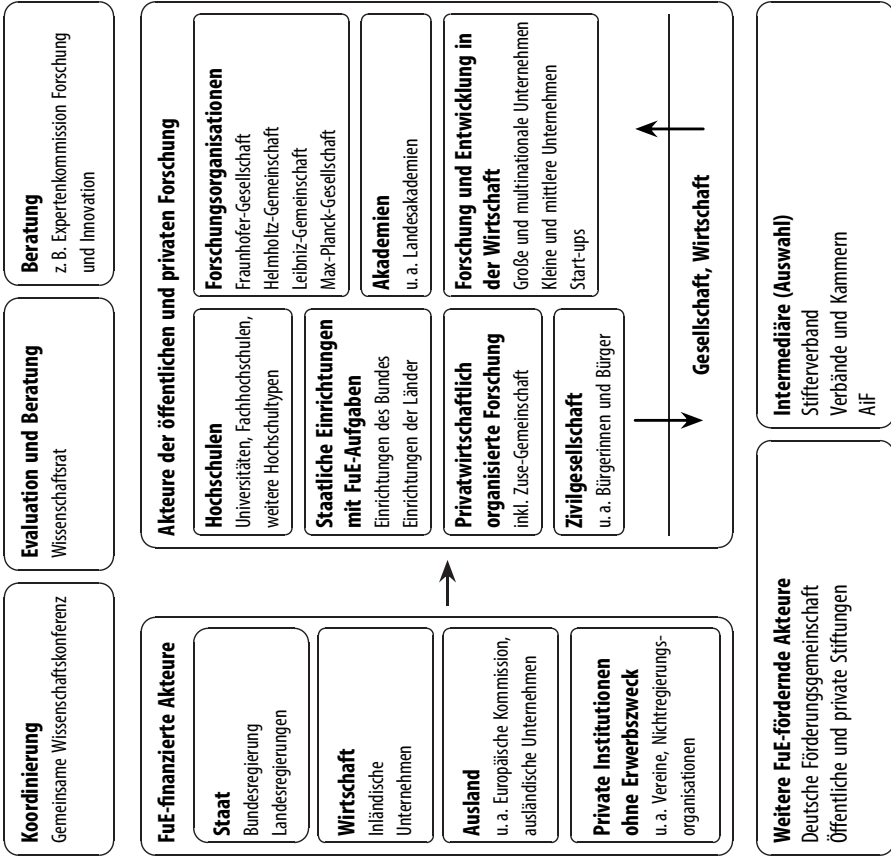 Koordinierung
Gemeinsame Wissenschaftskonferenz
Evaluation und Beratung
Wissenschaftsrat
Beratung
z. B. Expertenkommission Forschung
und Innovation
FuE-finanzierte Akteure
Staat
Bundesregierung
Landesregierungen
Wirtschaft
Inländische
Unternehmen
Ausland
u. a. Europäische Kommission,
ausländische Unternehmen
Private Institutionen
ohne Erwerbszweck
u. a. Vereine, Nichtregierungs-
organisationen
Akteure der öffentlichen und privaten Forschung
Hochschulen
Universitäten, Fachhochschulen,
weitere Hochschultypen
Staatliche Einrichtungen
mit FuE-Aufgaben
Einrichtungen des Bundes
Einrichtungen der Länder
Privatwirtschaftlich
organisierte Forschung
inkl. Zuse-Gemeinschaft
Zivilgesellschaft
u. a. Bürgerinnen und Bürger
Forschungsorganisationen
Fraunhofer-Gesellschaft
Helmholtz-Gemeinschaft
Leibniz-Gemeinschaft
Max-Planck-Gesellschaft
Akademien
u. a. Landesakademien
Forschung und Entwicklung in
der Wirtschaft
Große und multinationale Unternehmen
Kleine und mittlere Unternehmen
Start-ups
Gesellschaft, Wirtschaft
Weitere FuE-fördernde Akteure
Deutsche Förderungsgemeinschaft
Öffentliche und private Stiftungen
Intermediäre (Auswahl)
Stifterverband
Verbände und Kammern
AiF